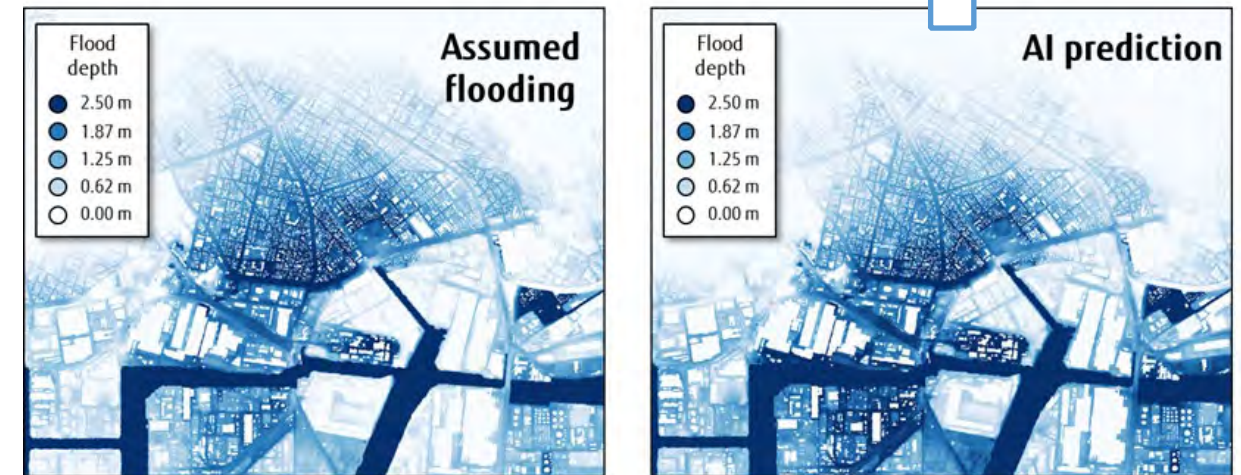 Flood
depth
2.50 m
1.87 m
1.25 m
0.62 m
0.00 m
Assumed
flooding
Flood
depth
2.50 m
1.87 m
1.25 m
0.62 m
0.00 m
AI prediction